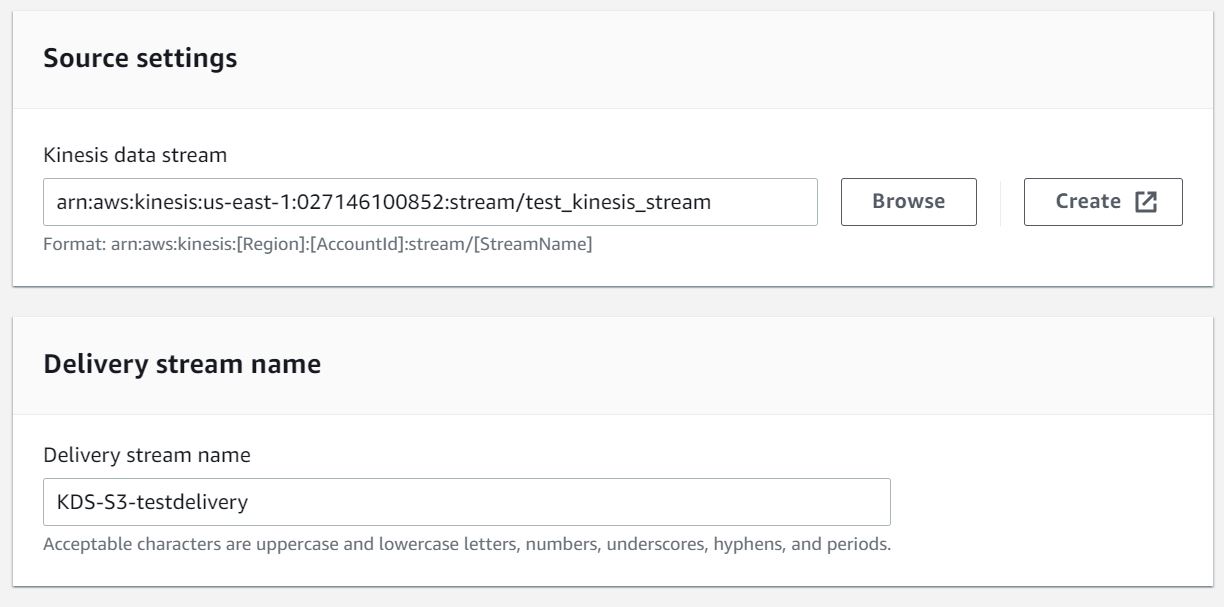 Source settings
Kinesis data stream
arn:aws:kinesis:us-east-1:027146100852:stream/test_kinesis_stream
Browse
Create
Format: arn:aws:kinesis:[Region]:[AccountId]:stream/[StreamName]
Delivery stream name
Delivery stream name
KDS-S3-testdelivery
Acceptable characters are uppercase and lowercase letters, numbers, underscores, hyphens, and periods.